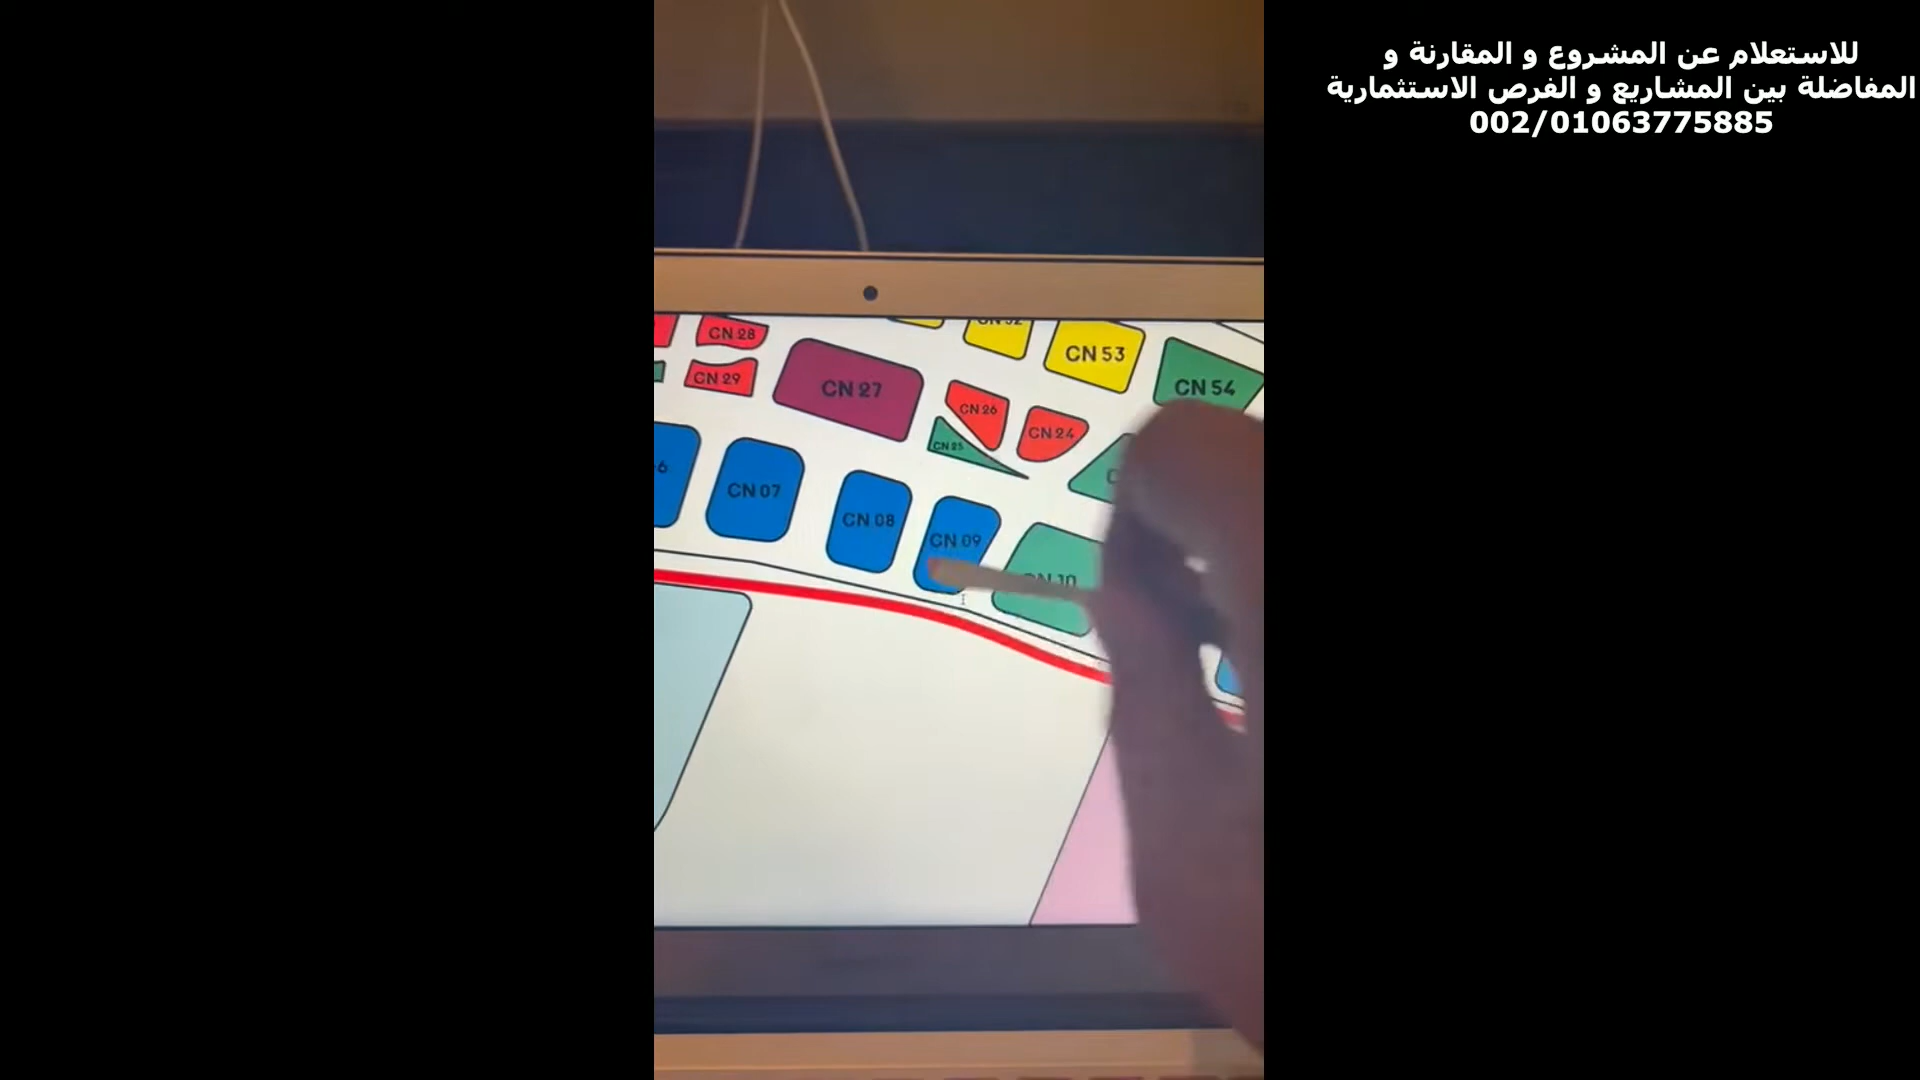 للاستعلام عن المشروع و المقارنة و
المفاضلة بين المشاريع و الفرص الاستثمارية
002/01063775885
CN 28
CN 53
CN 29
CN 27
CN 54
CN 26
CN 24
CN 25
CN 07
CN 08
CN 09